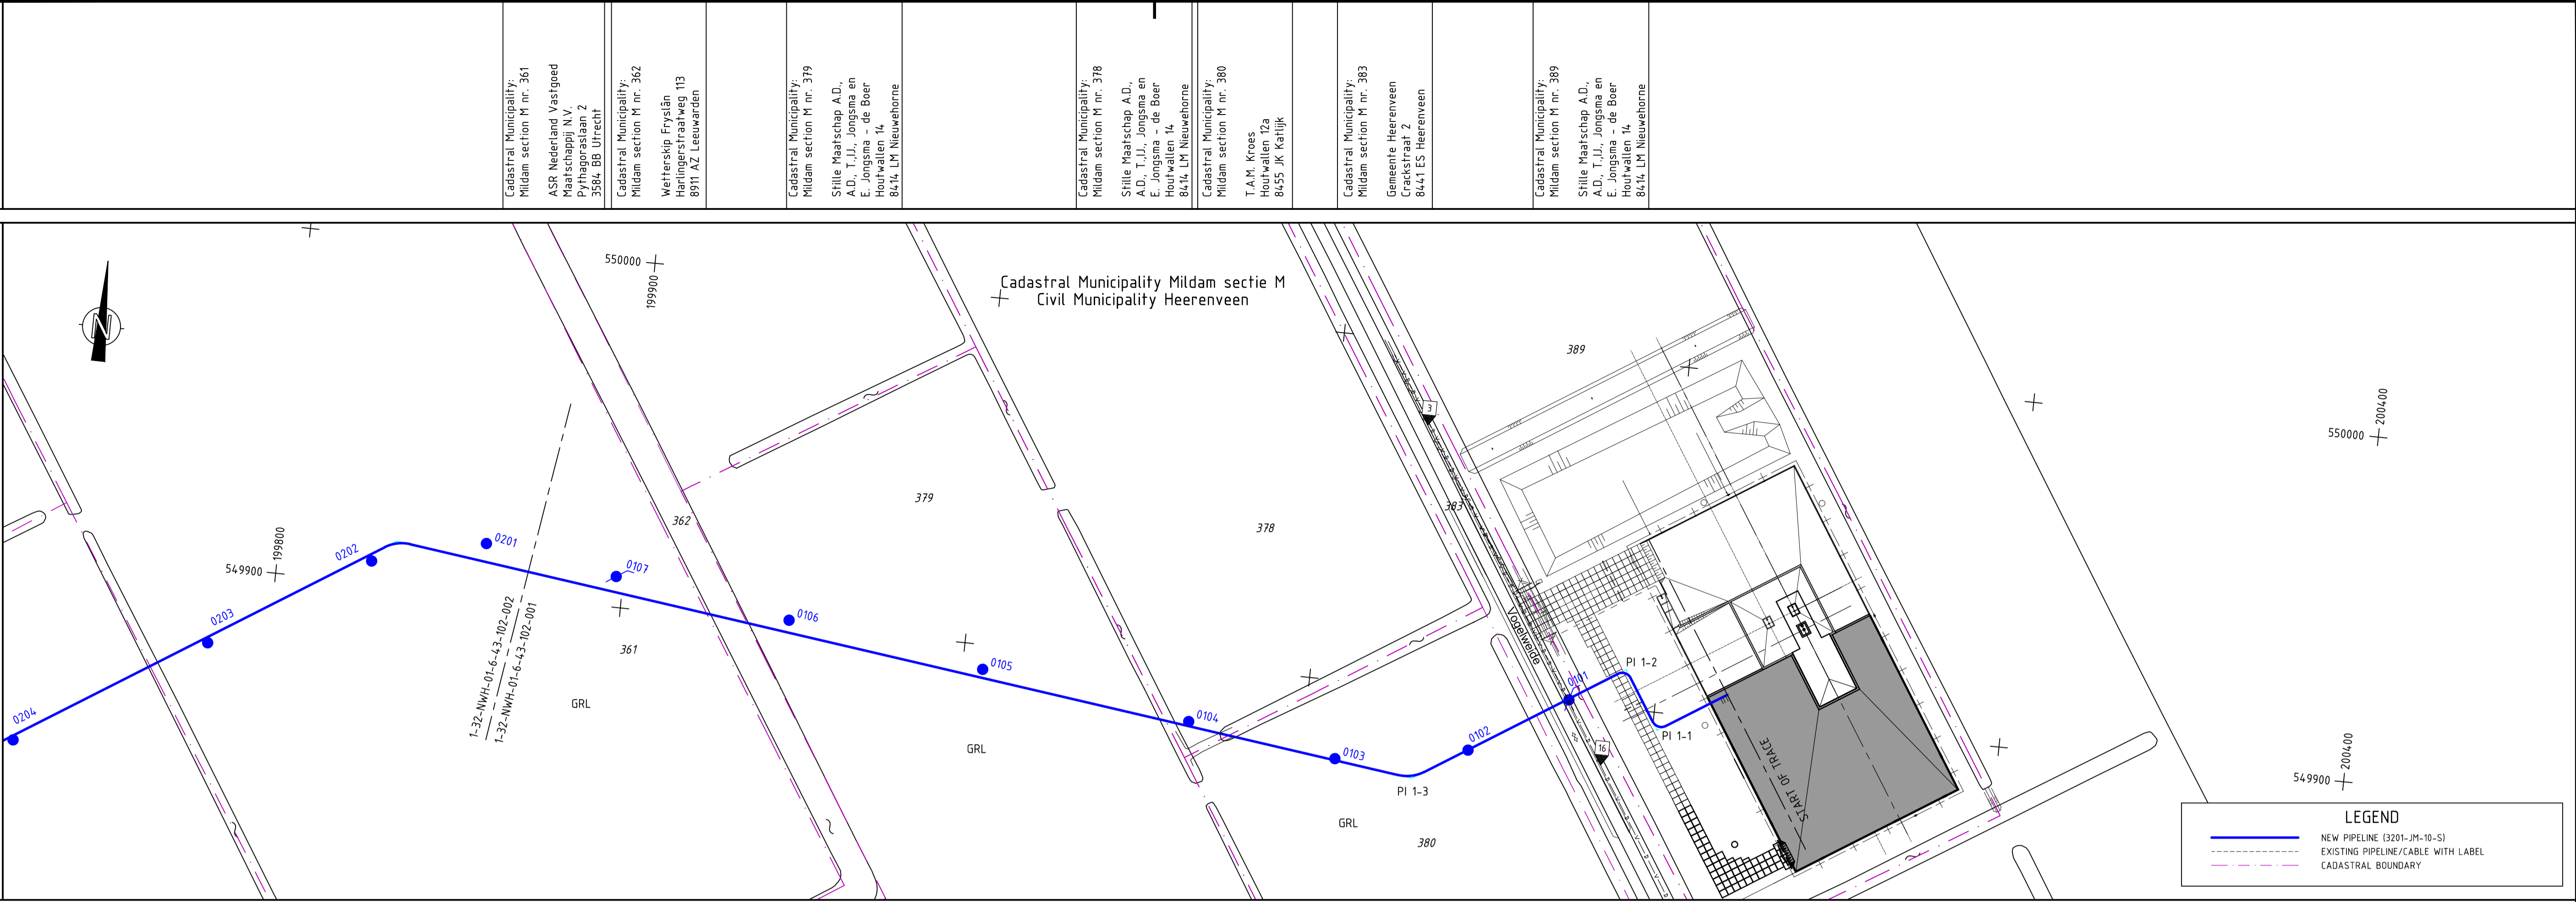 Cadastral Municipality:
Mildam section M nr. 361
ASR Nederland Vastgoed
Maatschappij N.V.
Pythagoraslaan 2
3584 BB Utrecht
Cadastral Municipality:
Mildam section M nr. 362
Wetterskip Fryslân
Harlingerstraatweg 113
8911 AZ Leeuwarden
Cadastral Municipality:
Mildam section M nr. 379
Stille Maatschap A.D.,
A.D., T.,IJ., Jongsma en
E. Jongsma - de Boer
Houtwallen 14
8414 LM Nieuwehorne
Cadastral Municipality:
Mildam section M nr. 378
Stille Maatschap A.D.,
A.D., T.,IJ., Jongsma en
E. Jongsma - de Boer
Houtwallen 14
8414 LM Nieuwehorne
Cadastral Municipality:
Mildam section M nr. 380
T.A.M. Kroes
Houtwallen 12a
8455 JK Katlijk
Cadastral Municipality:
Mildam section M nr. 383
Gemeente Heerenveen
Crackstraat 2
8441 ES Heerenveen
Cadastral Municipality:
Mildam section M nr. 389
Stille Maatschap A.D.,
A.D., T.,IJ., Jongsma en
E. Jongsma - de Boer
Houtwallen 14
8414 LM Nieuwehorne
N
550000
199900
Cadastral Municipality Mildam sectie M
Civil Municipality Heerenveen
389
3
550000
200400
379
362
378
383
549900
199800
0202
0201
0107
0203
0106
361
0204
1-32-NWH-01-6-43-102-002
1-32-NWH-01-6-43-102-001
GRL
0105
GRL
0104
0103
0102
0101
Vogelweide
PI 1-2
PI 1-1
PI 1-3
16
START OF TRACE
GRL
380
549900
200400
LEGEND
NEW PIPELINE (3201-JM-10-S)
EXISTING PIPELINE/CABLE WITH LABEL
CADASTRAL BOUNDARY